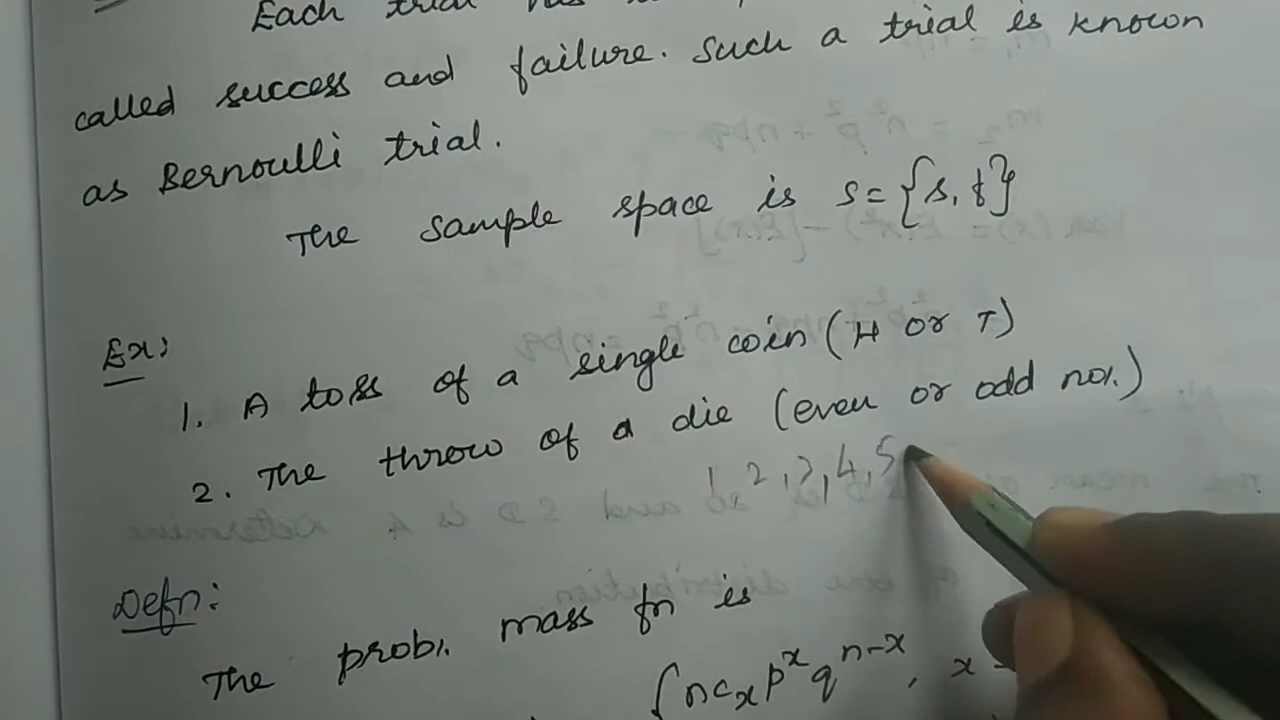 Each trial has
called success and failure. Such a trial is known
as Bernoulli trial.
The sample space is S={s, f}
Ex:
1. A toss of a single coin (H or T)
2. The throw of a die (even or odd no.)
1, 2, 3, 4, 5
Defn:
The prob. mass fn is
{nCx p^x q^n-x, x =